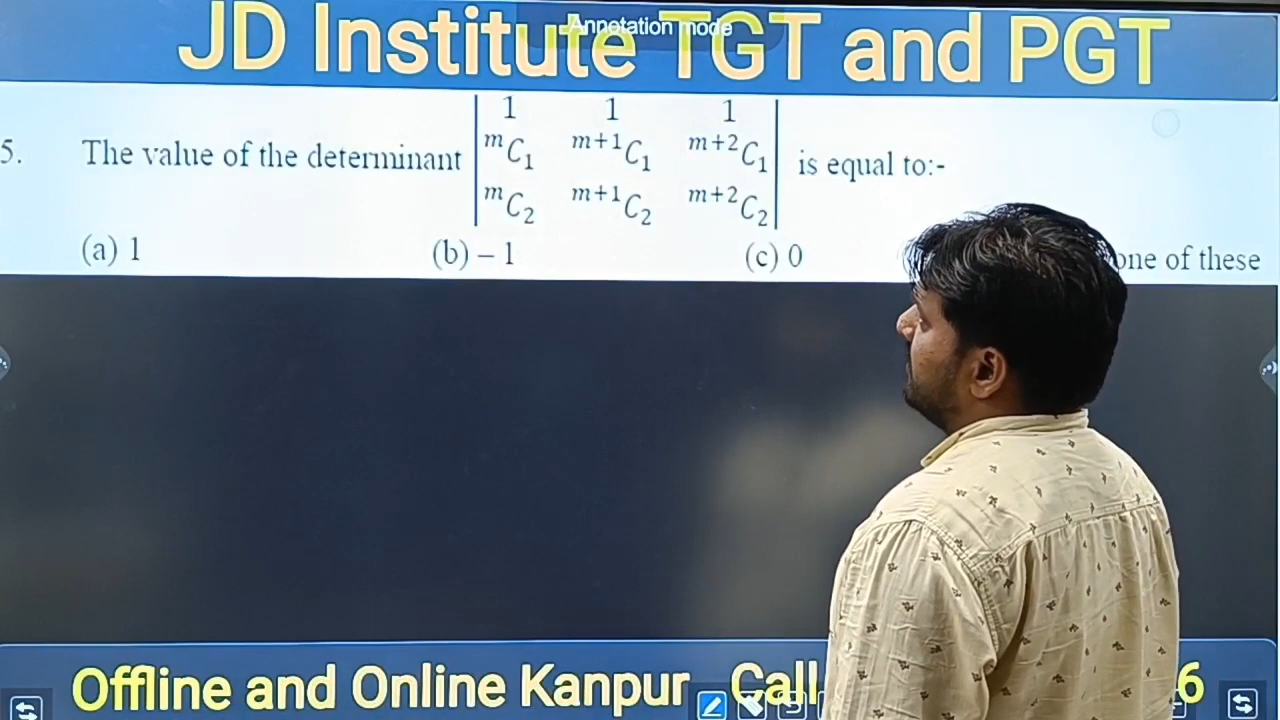 JD Institute TGT and PGT
Annotation mode
5. The value of the determinant | 1 1 1 | is equal to:-
| ᵐC₁ ᵐ⁺¹C₁ ᵐ⁺²C₁ |
| ᵐC₂ ᵐ⁺¹C₂ ᵐ⁺²C₂ |
(a) 1 (b) – 1 (c) 0 of these
Offline and Online Kanpur Call 6